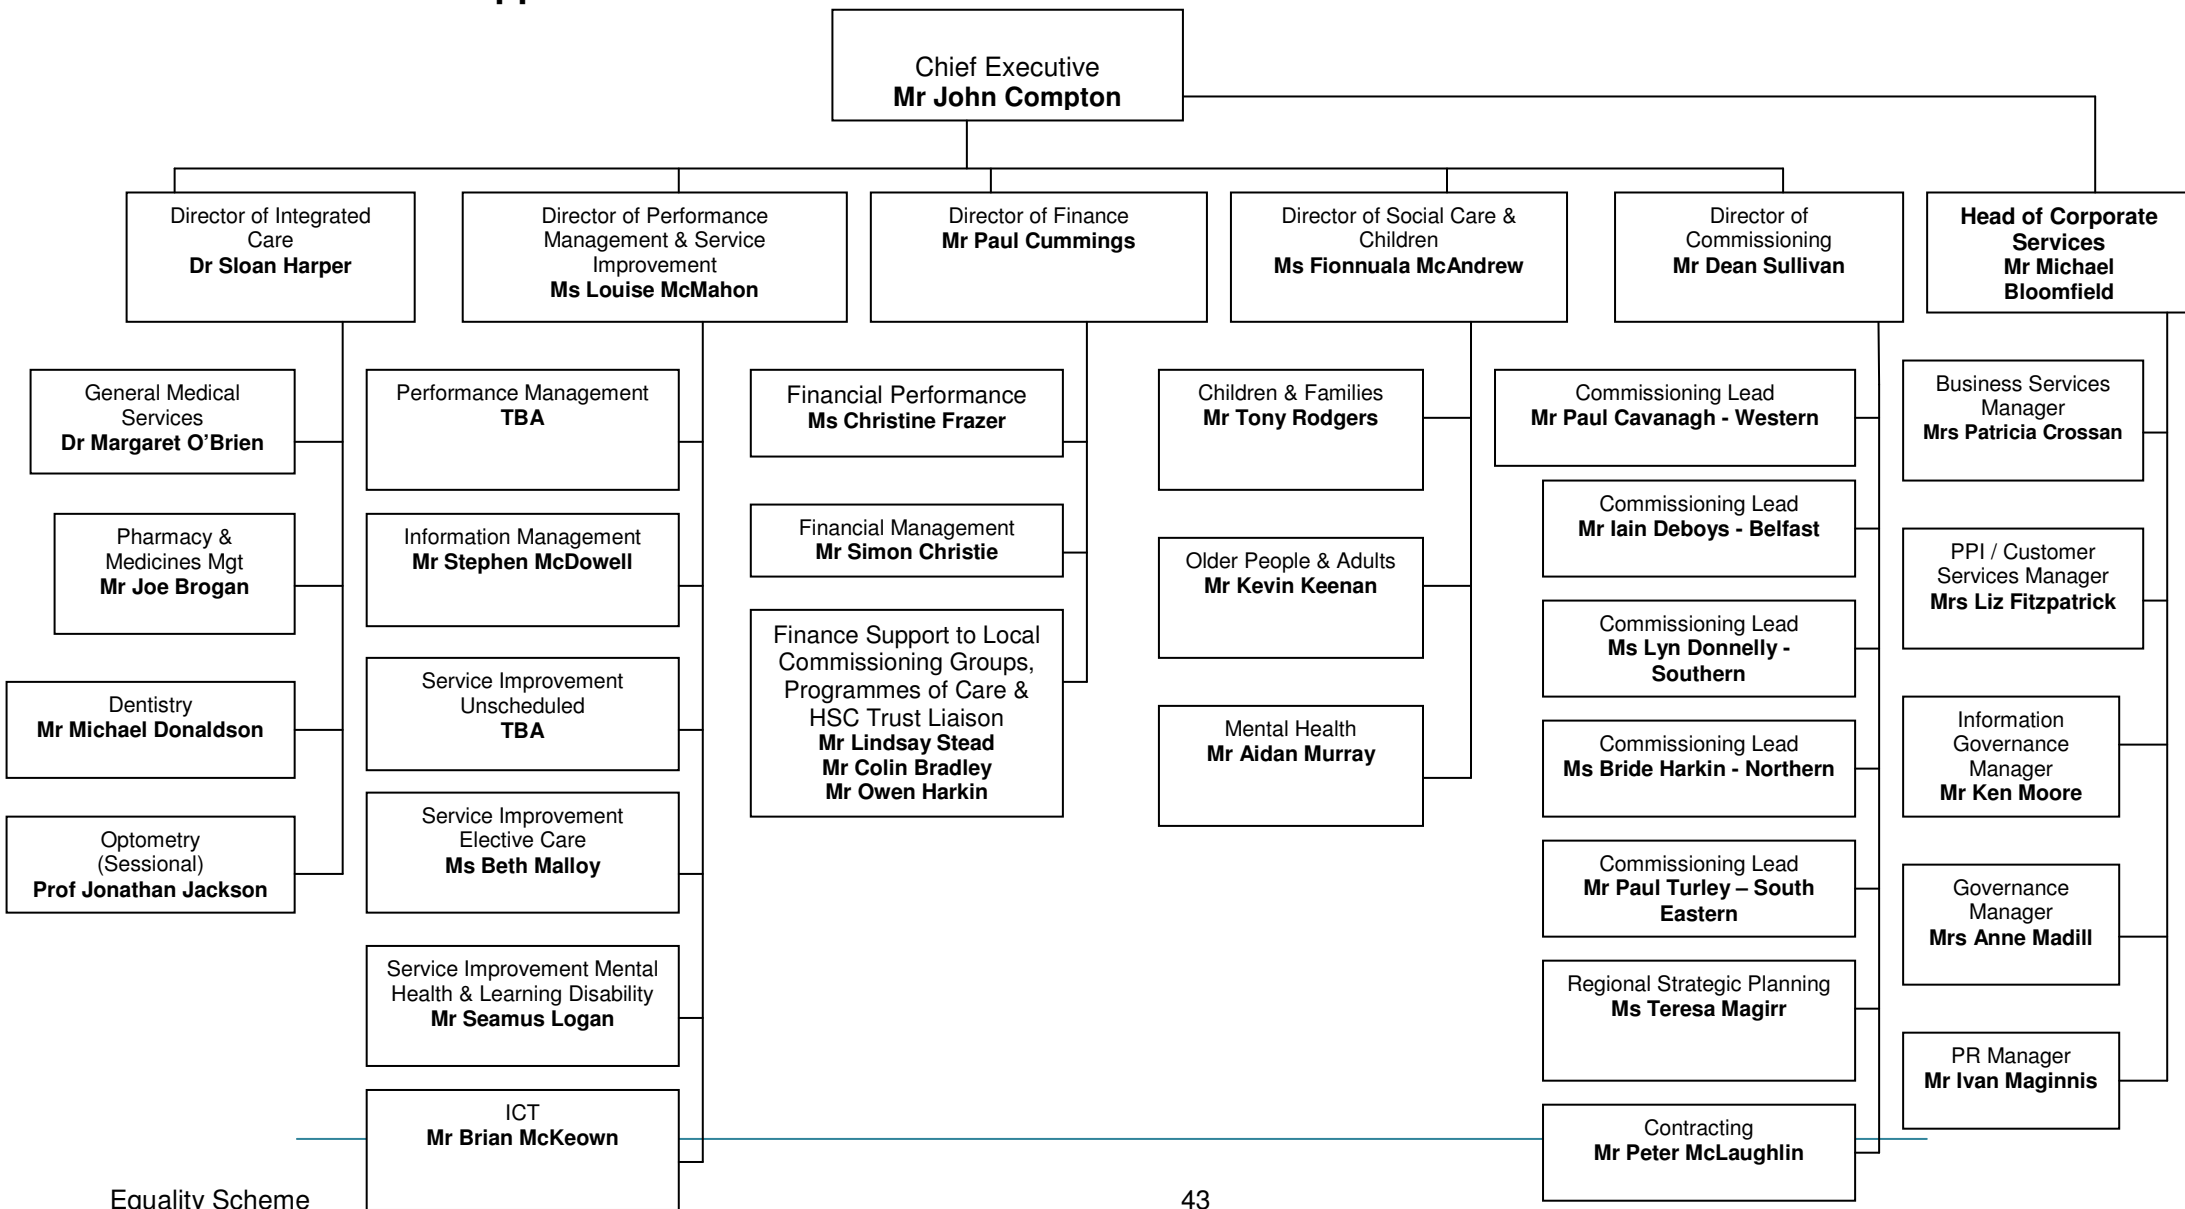 Chief Executive
Mr John Compton
Director of Integrated
Care
Dr Sloan Harper
Director of Performance
Management & Service
Improvement
Ms Louise McMahon
Director of Finance
Mr Paul Cummings
Director of Social Care &
Children
Ms Fionnuala McAndrew
Director of
Commissioning
Mr Dean Sullivan
Head of Corporate
Services
Mr Michael
Bloomfield
General Medical
Services
Dr Margaret O’Brien
Pharmacy &
Medicines Mgt
Mr Joe Brogan
Dentistry
Mr Michael Donaldson
Optometry
(Sessional)
Prof Jonathan Jackson
Performance Management
TBA
Information Management
Mr Stephen McDowell
Service Improvement
Unscheduled
TBA
Service Improvement
Elective Care
Ms Beth Malloy
Service Improvement Mental
Health & Learning Disability
Mr Seamus Logan
ICT
Mr Brian McKeown
Financial Performance
Ms Christine Frazer
Financial Management
Mr Simon Christie
Finance Support to Local
Commissioning Groups,
Programmes of Care &
HSC Trust Liaison
Mr Lindsay Stead
Mr Colin Bradley
Mr Owen Harkin
Children & Families
Mr Tony Rodgers
Older People & Adults
Mr Kevin Keenan
Mental Health
Mr Aidan Murray
Commissioning Lead
Mr Paul Cavanagh - Western
Commissioning Lead
Mr Iain Deboys - Belfast
Commissioning Lead
Ms Lyn Donnelly -
Southern
Commissioning Lead
Ms Bride Harkin - Northern
Commissioning Lead
Mr Paul Turley – South
Eastern
Regional Strategic Planning
Ms Teresa Magirr
Contracting
Mr Peter McLaughlin
Business Services
Manager
Mrs Patricia Crossan
PPI / Customer
Services Manager
Mrs Liz Fitzpatrick
Information
Governance
Manager
Mr Ken Moore
Governance
Manager
Mrs Anne Madill
PR Manager
Mr Ivan Maginnis
Equality Scheme
43